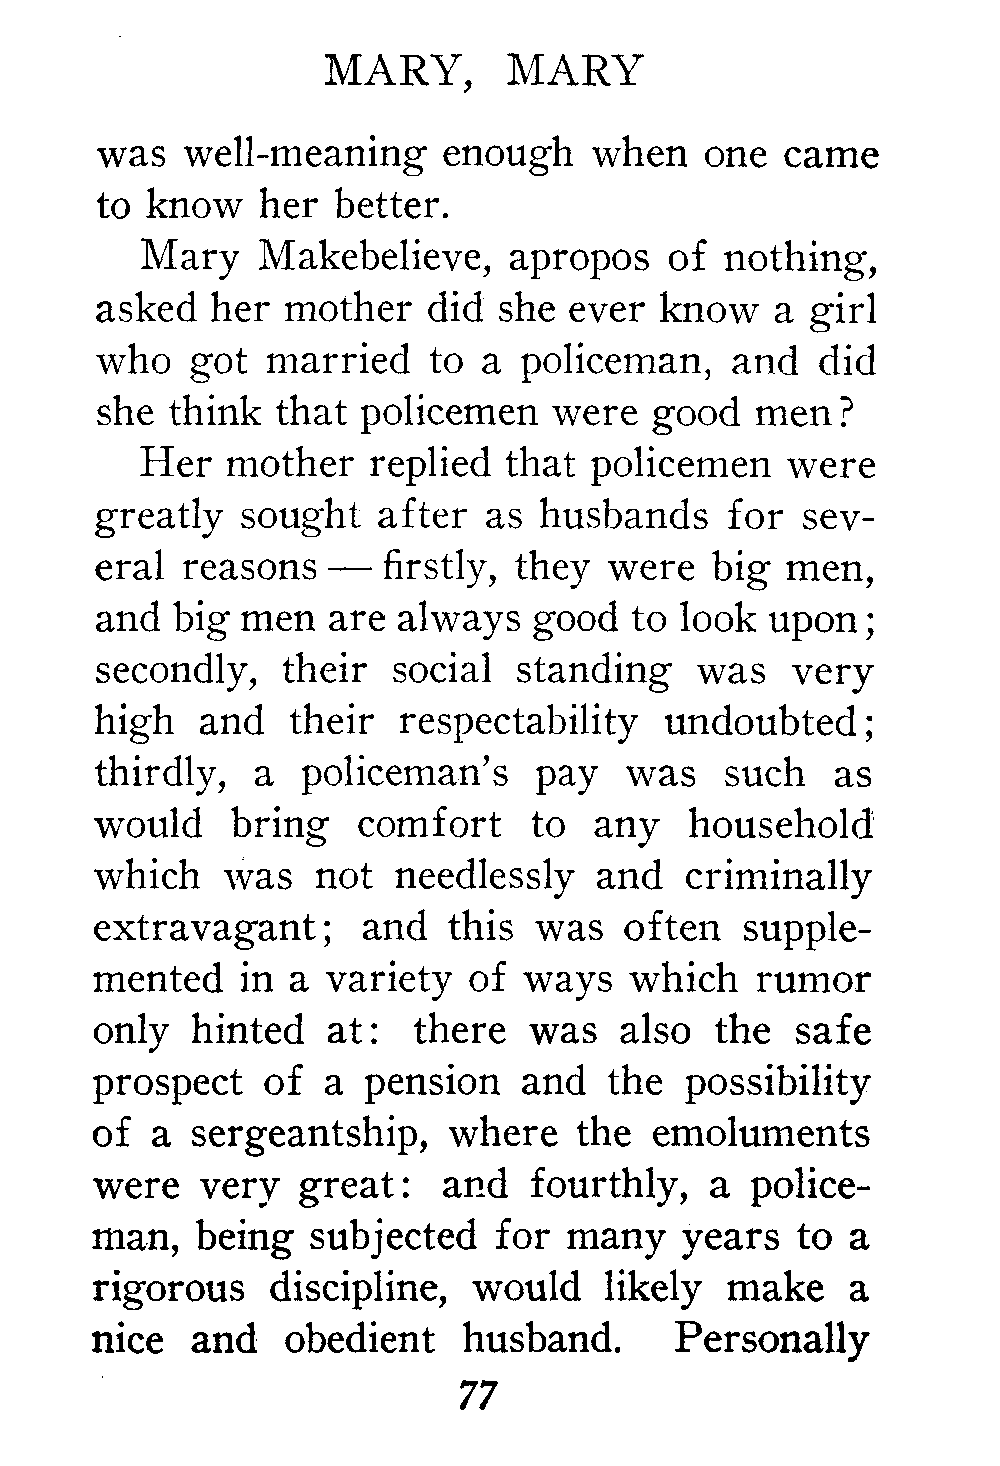 MARY, MARY
was well-meaning enough when one came
to know her better.
Mary Makebelieve, apropos of nothing,
asked her mother did she ever know a girl
who got married to a policeman, and did
she think that policemen were good men?
Her mother replied that policemen were
greatly sought after as husbands for sev-
eral reasons — firstly, they were big men,
and big men are always good to look upon;
secondly, their social standing was very
high and their respectability undoubted;
thirdly, a policeman's pay was such as
would bring comfort to any household
which was not needlessly and criminally
extravagant; and this was often supple-
mented in a variety of ways which rumor
only hinted at: there was also the safe
prospect of a pension and the possibility
of a sergeantship, where the emoluments
were very great: and fourthly, a police-
man, being subjected for many years to a
rigorous discipline, would likely make a
nice and obedient husband. Personally
77